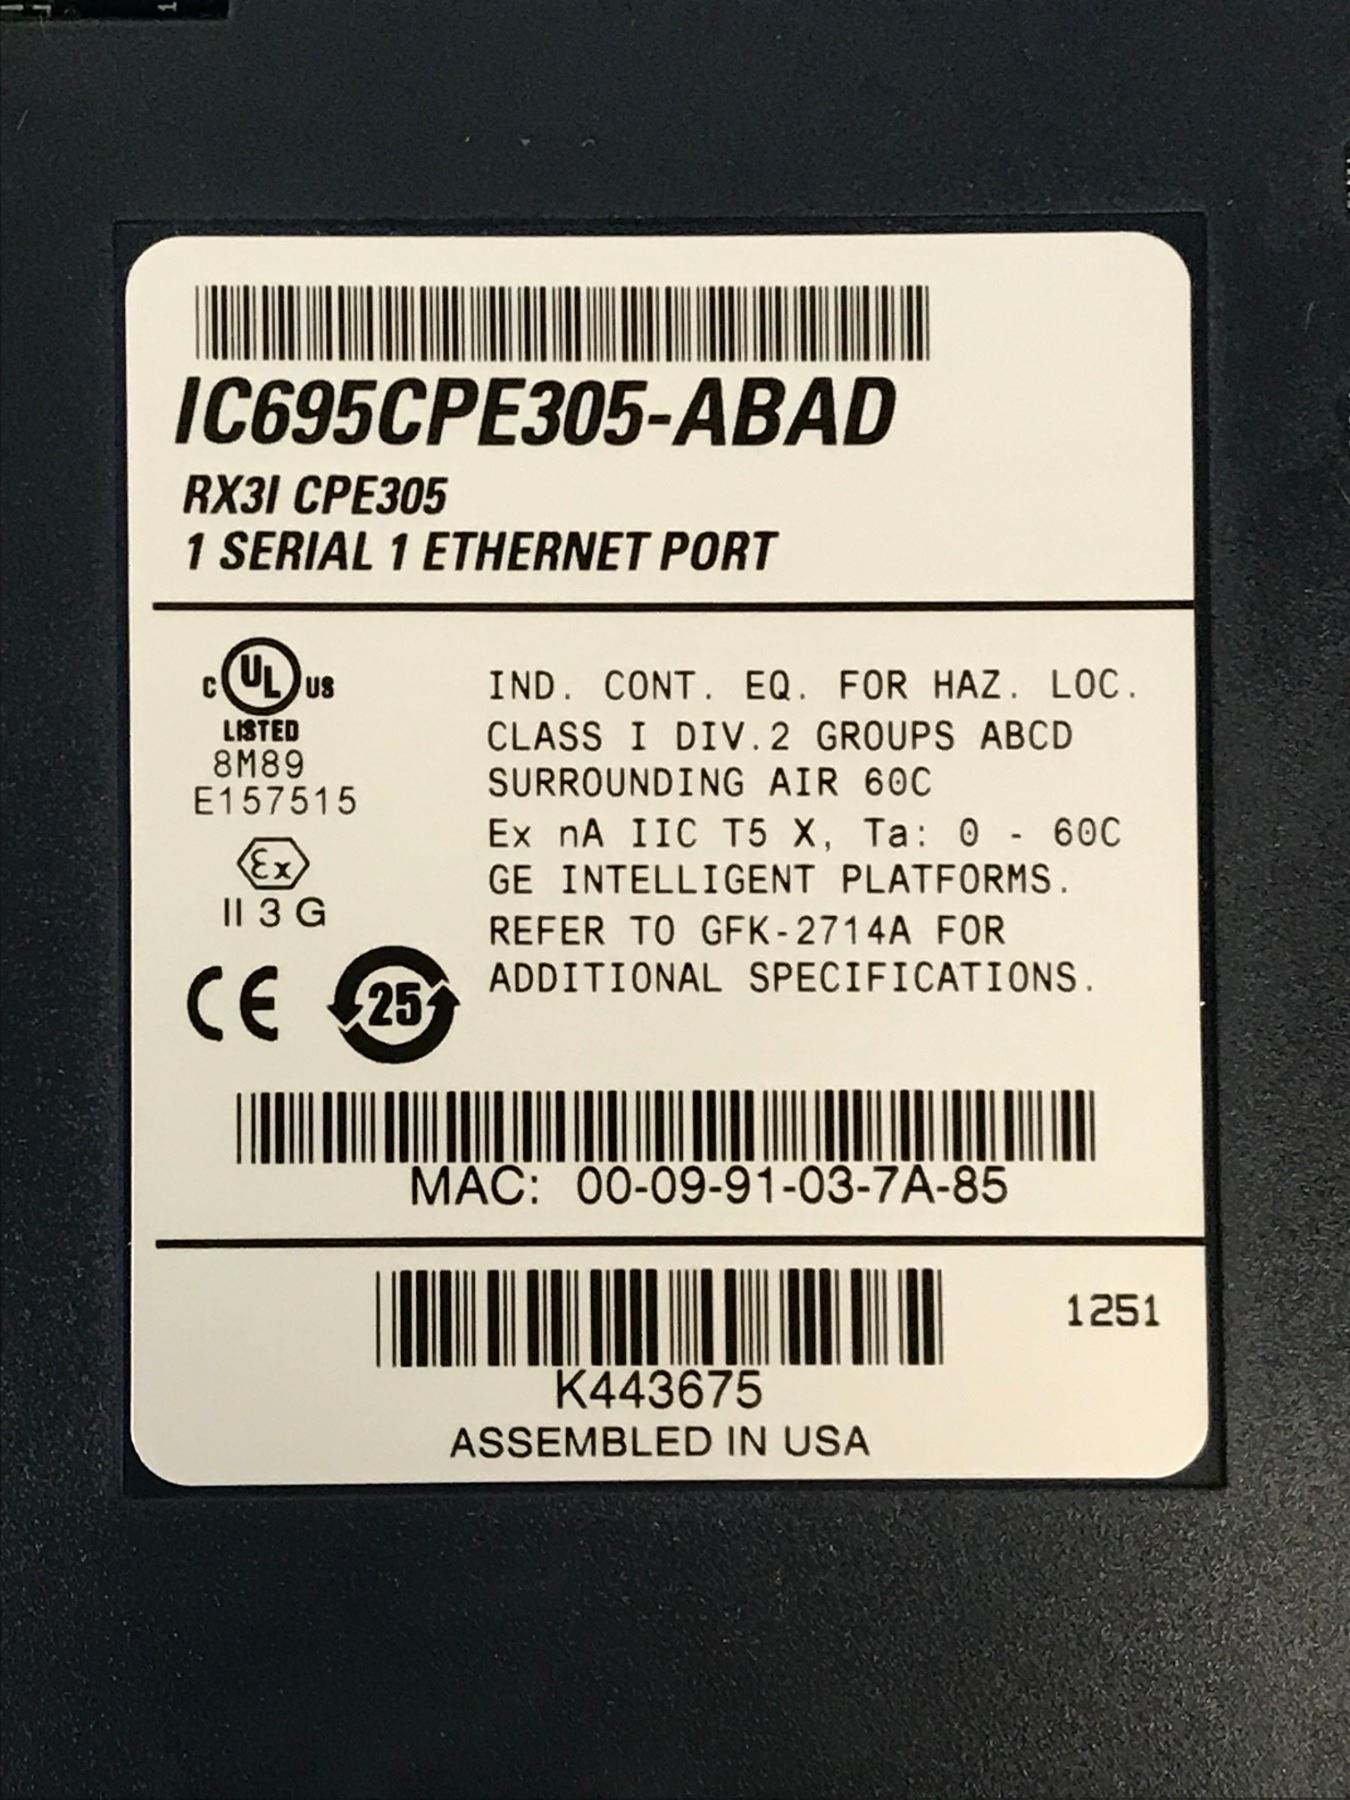 IC695CPE305-ABAD
RX3I CPE305
1 SERIAL 1 ETHERNET PORT
C UL US
LISTED
8M89
E157515
Ex
II 3 G
CE 25
IND. CONT. EQ. FOR HAZ. LOC.
CLASS I DIV.2 GROUPS ABCD
SURROUNDING AIR 60C
Ex nA IIC T5 X, Ta: 0 - 60C
GE INTELLIGENT PLATFORMS.
REFER TO GFK-2714A FOR
ADDITIONAL SPECIFICATIONS.
MAC: 00-09-91-03-7A-85
1251
K443675
ASSEMBLED IN USA